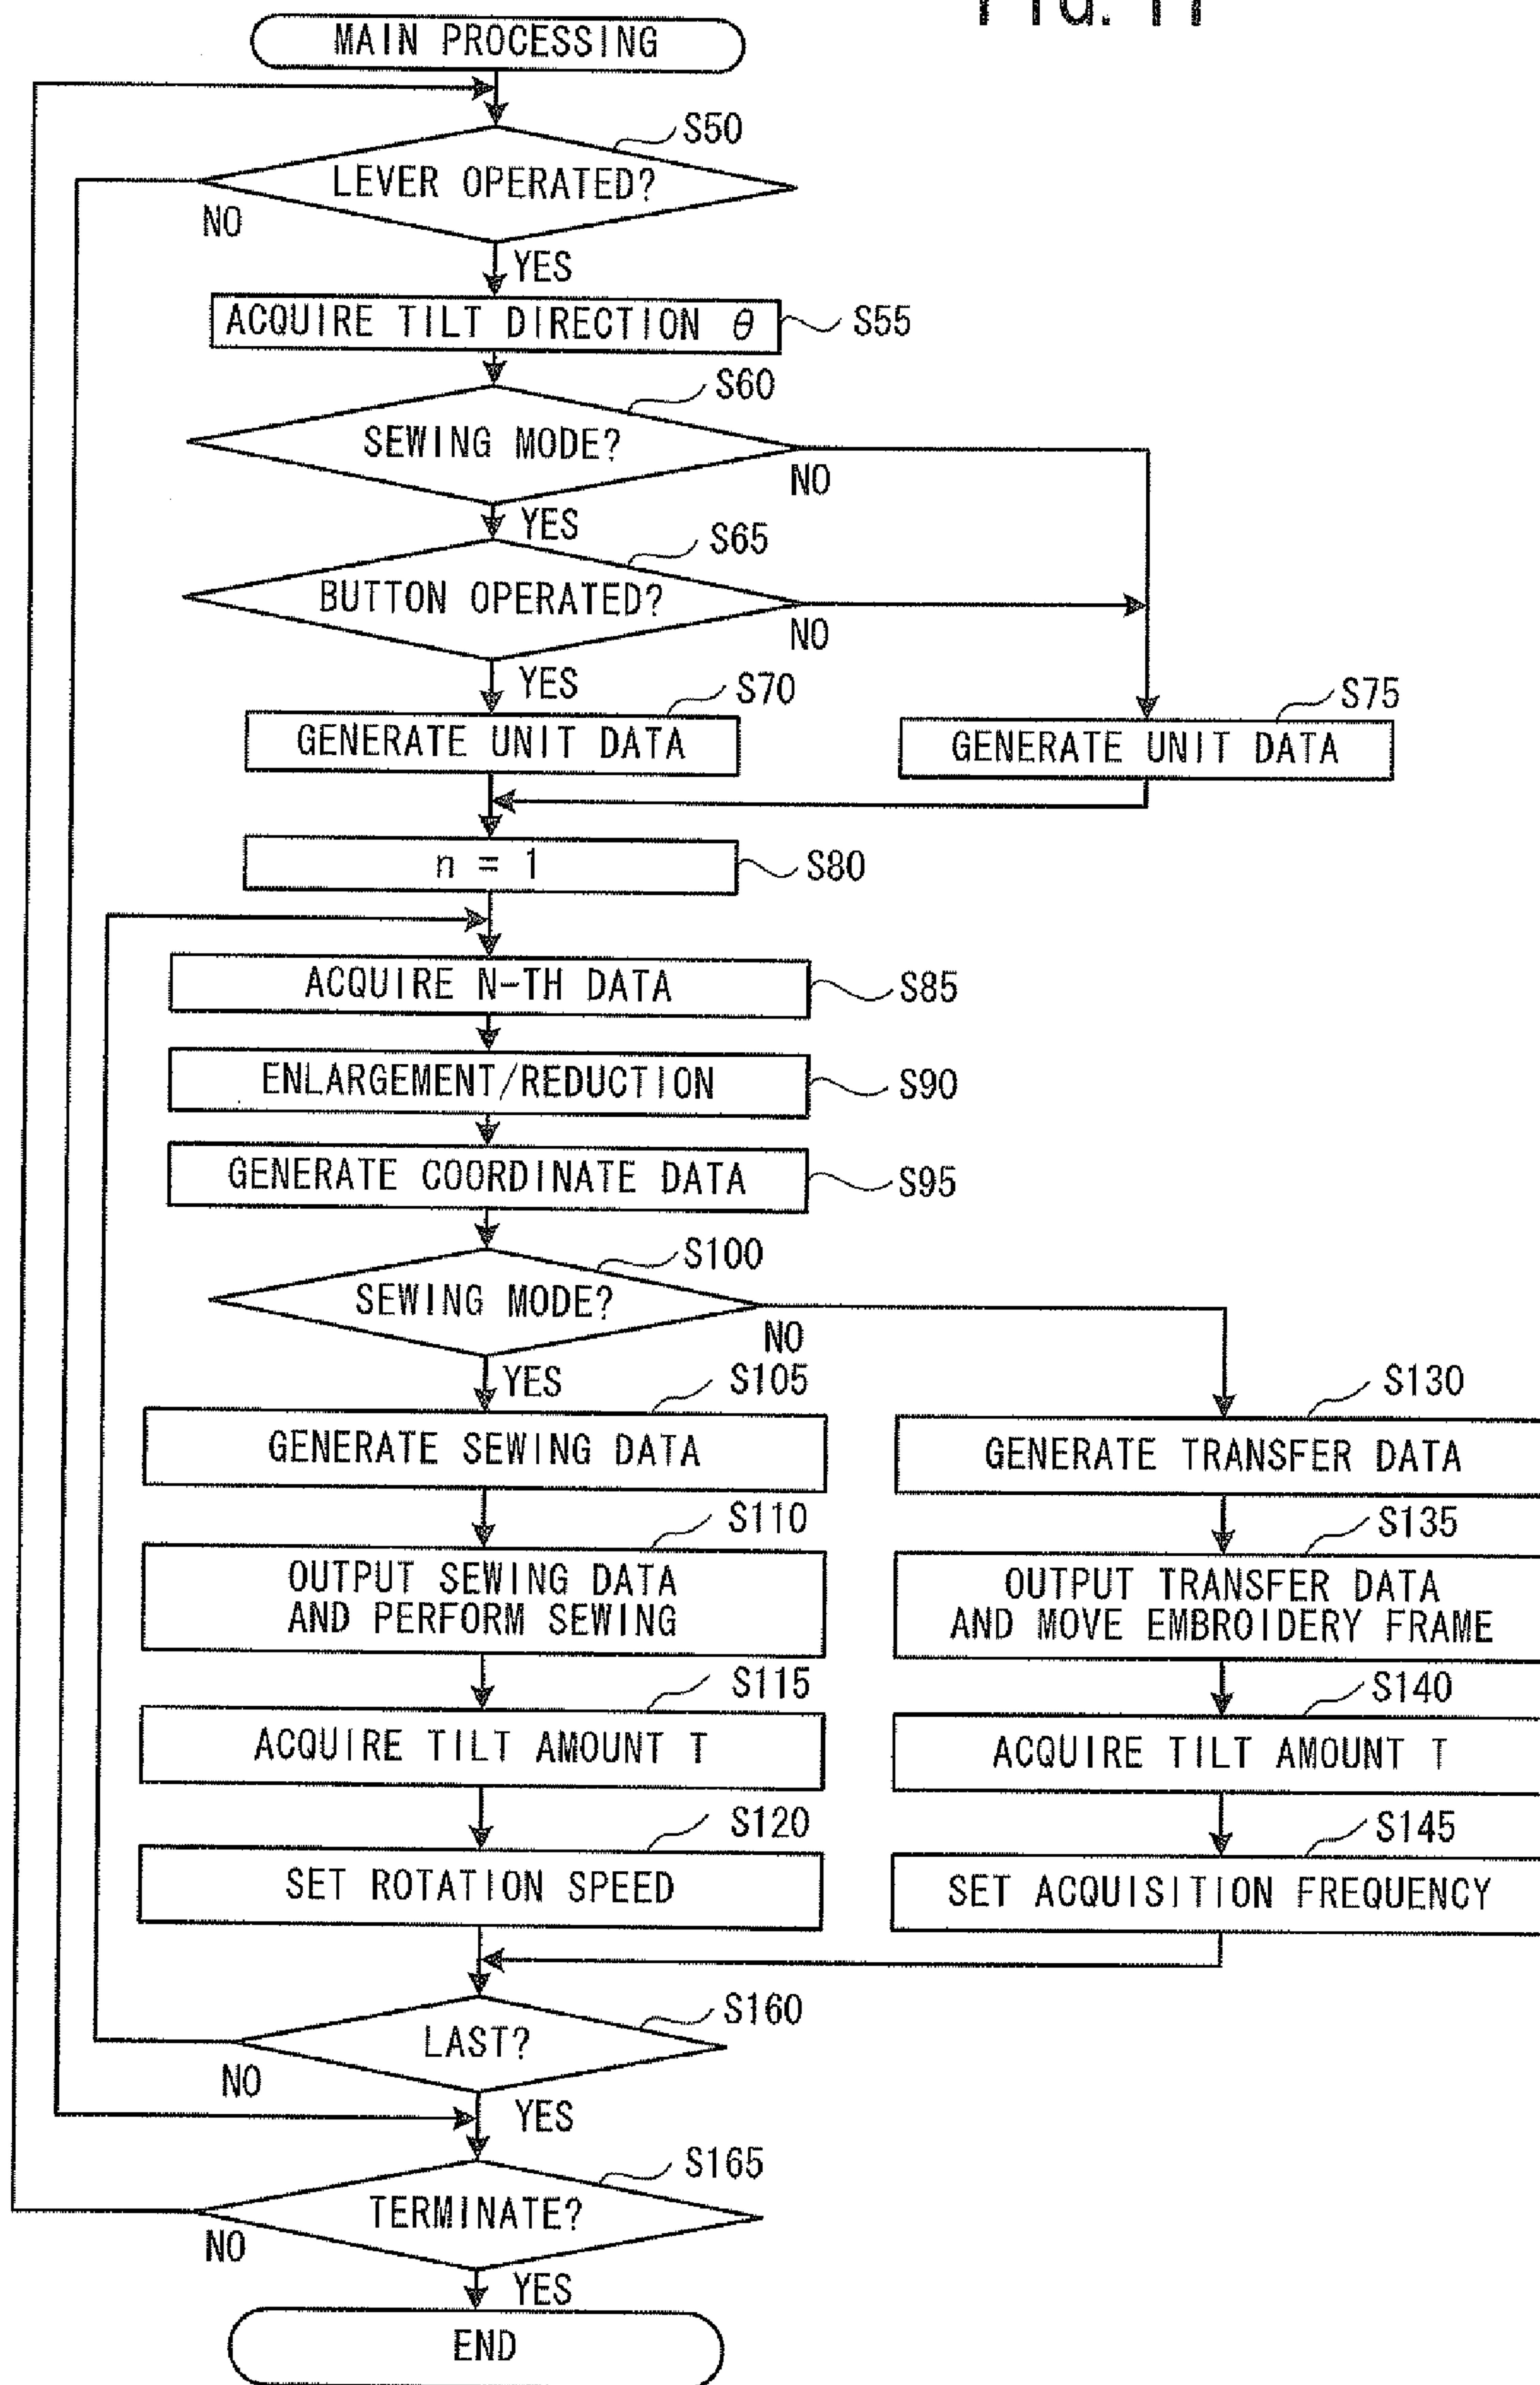 FIG. 11
MAIN PROCESSING
S50
LEVER OPERATED?
NO
YES
ACQUIRE TILT DIRECTION θ
S55
S60
SEWING MODE?
NO
YES
S65
BUTTON OPERATED?
NO
YES
S70
GENERATE UNIT DATA
S75
GENERATE UNIT DATA
n = 1
S80
ACQUIRE N-TH DATA
S85
ENLARGEMENT/REDUCTION
S90
GENERATE COORDINATE DATA
S95
S100
SEWING MODE?
NO
YES
S105
GENERATE SEWING DATA
S110
OUTPUT SEWING DATA
AND PERFORM SEWING
S115
ACQUIRE TILT AMOUNT T
S120
SET ROTATION SPEED
S130
GENERATE TRANSFER DATA
S135
OUTPUT TRANSFER DATA
AND MOVE EMBROIDERY FRAME
S140
ACQUIRE TILT AMOUNT T
S145
SET ACQUISITION FREQUENCY
S160
LAST?
NO
YES
S165
TERMINATE?
NO
YES
END